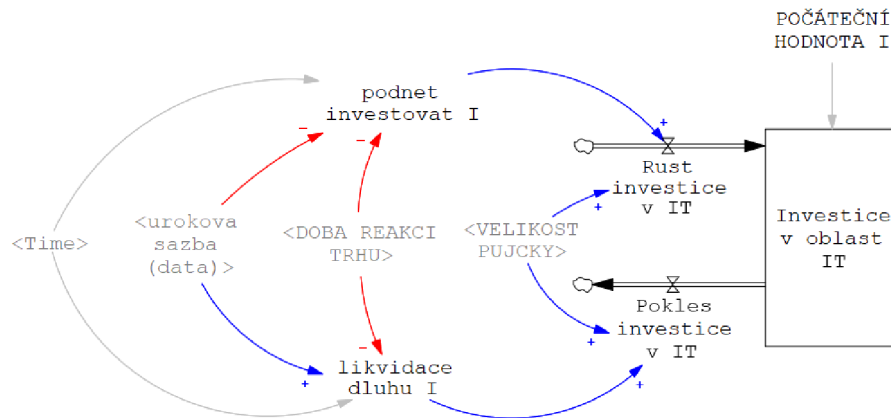 POČÁTEČNÍ
HODNOTA I
podnet
investovat I
-
-
+
Rust
investice
v IT
+
<Time>
<urokova
sazba
(data)>
<DOBA REAKCI
TRHU>
<VELIKOST
PUJCKY>
Investice
v oblast
IT
Pokles
investice
v IT
+
-
+
likvidace
dluhu I
+